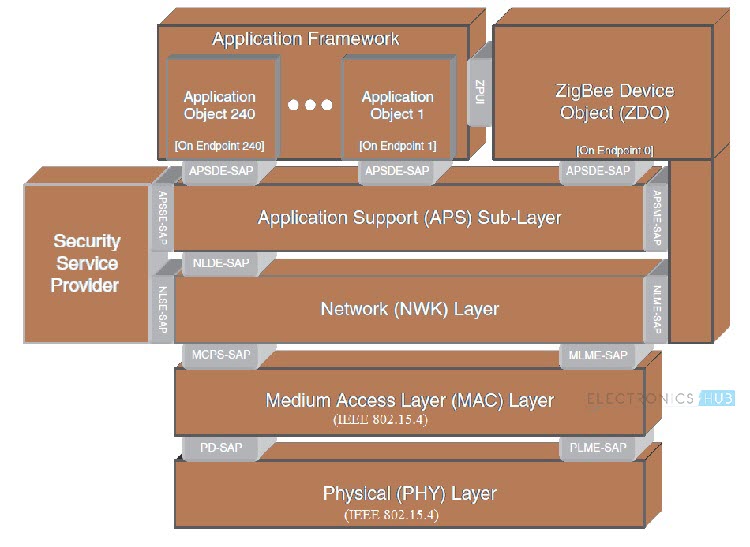 Application Framework
Application
Object 240
[On Endpoint 240]
Application
Object 1
[On Endpoint 1]
ZPUI
ZigBee Device
Object (ZDO)
[On Endpoint 0]
APSDE-SAP
APSDE-SAP
APSDE-SAP
Security
Service
Provider
APSSE-SAP
Application Support (APS) Sub-Layer
APSME-SAP
NLDE-SAP
NLSE-SAP
Network (NWK) Layer
NLME-SAP
MCPS-SAP
MLME-SAP
Medium Access Layer (MAC) Layer
(IEEE 802.15.4)
ELECTRONICS HUB
PD-SAP
PLME-SAP
Physical (PHY) Layer
(IEEE 802.15.4)